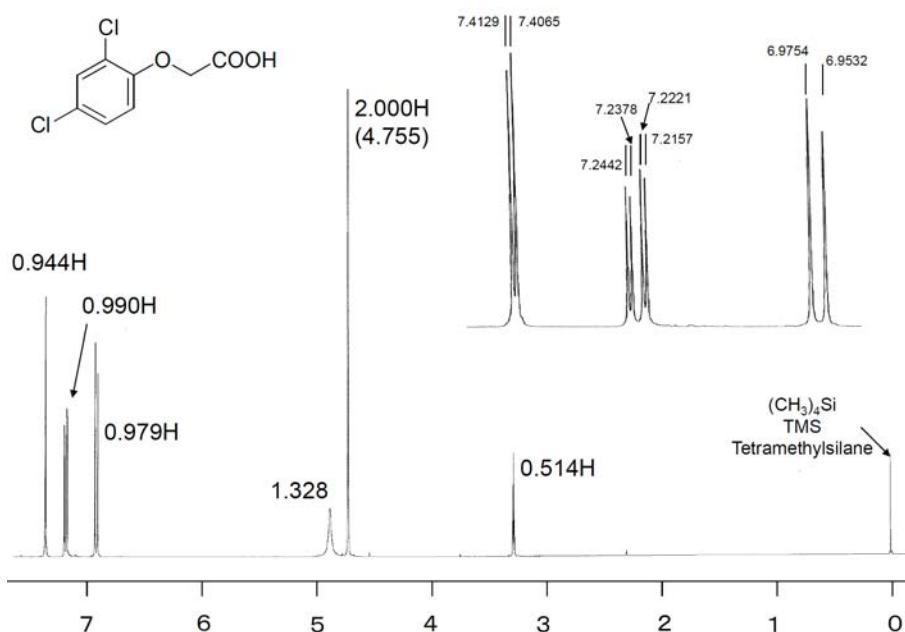 Cl
O
COOH
Cl
7.4129
7.4065
7.2442
7.2378
7.2221
7.2157
6.9754
6.9532
2.000H
(4.755)
0.944H
0.990H
0.979H
1.328
0.514H
(CH3)4Si
TMS
Tetramethylsilane
7 6 5 4 3 2 1 0